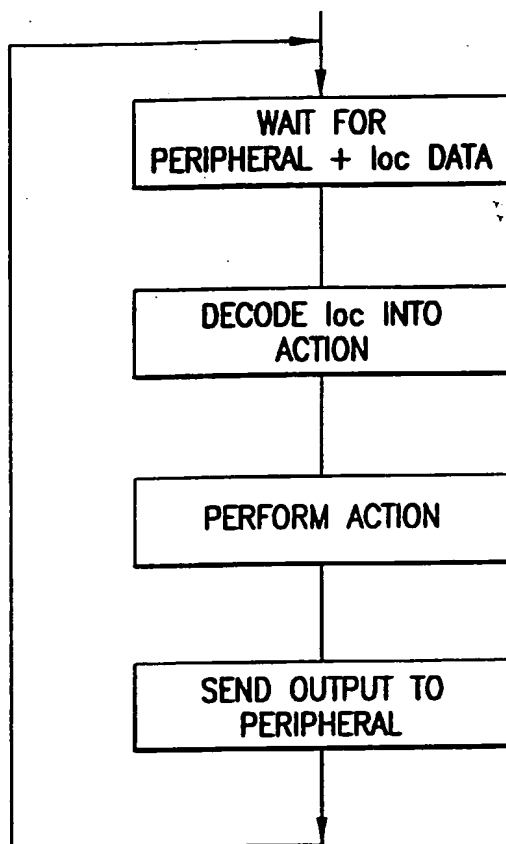 WAIT FOR
PERIPHERAL + loc DATA
DECODE loc INTO
ACTION
PERFORM ACTION
SEND OUTPUT TO
PERIPHERAL